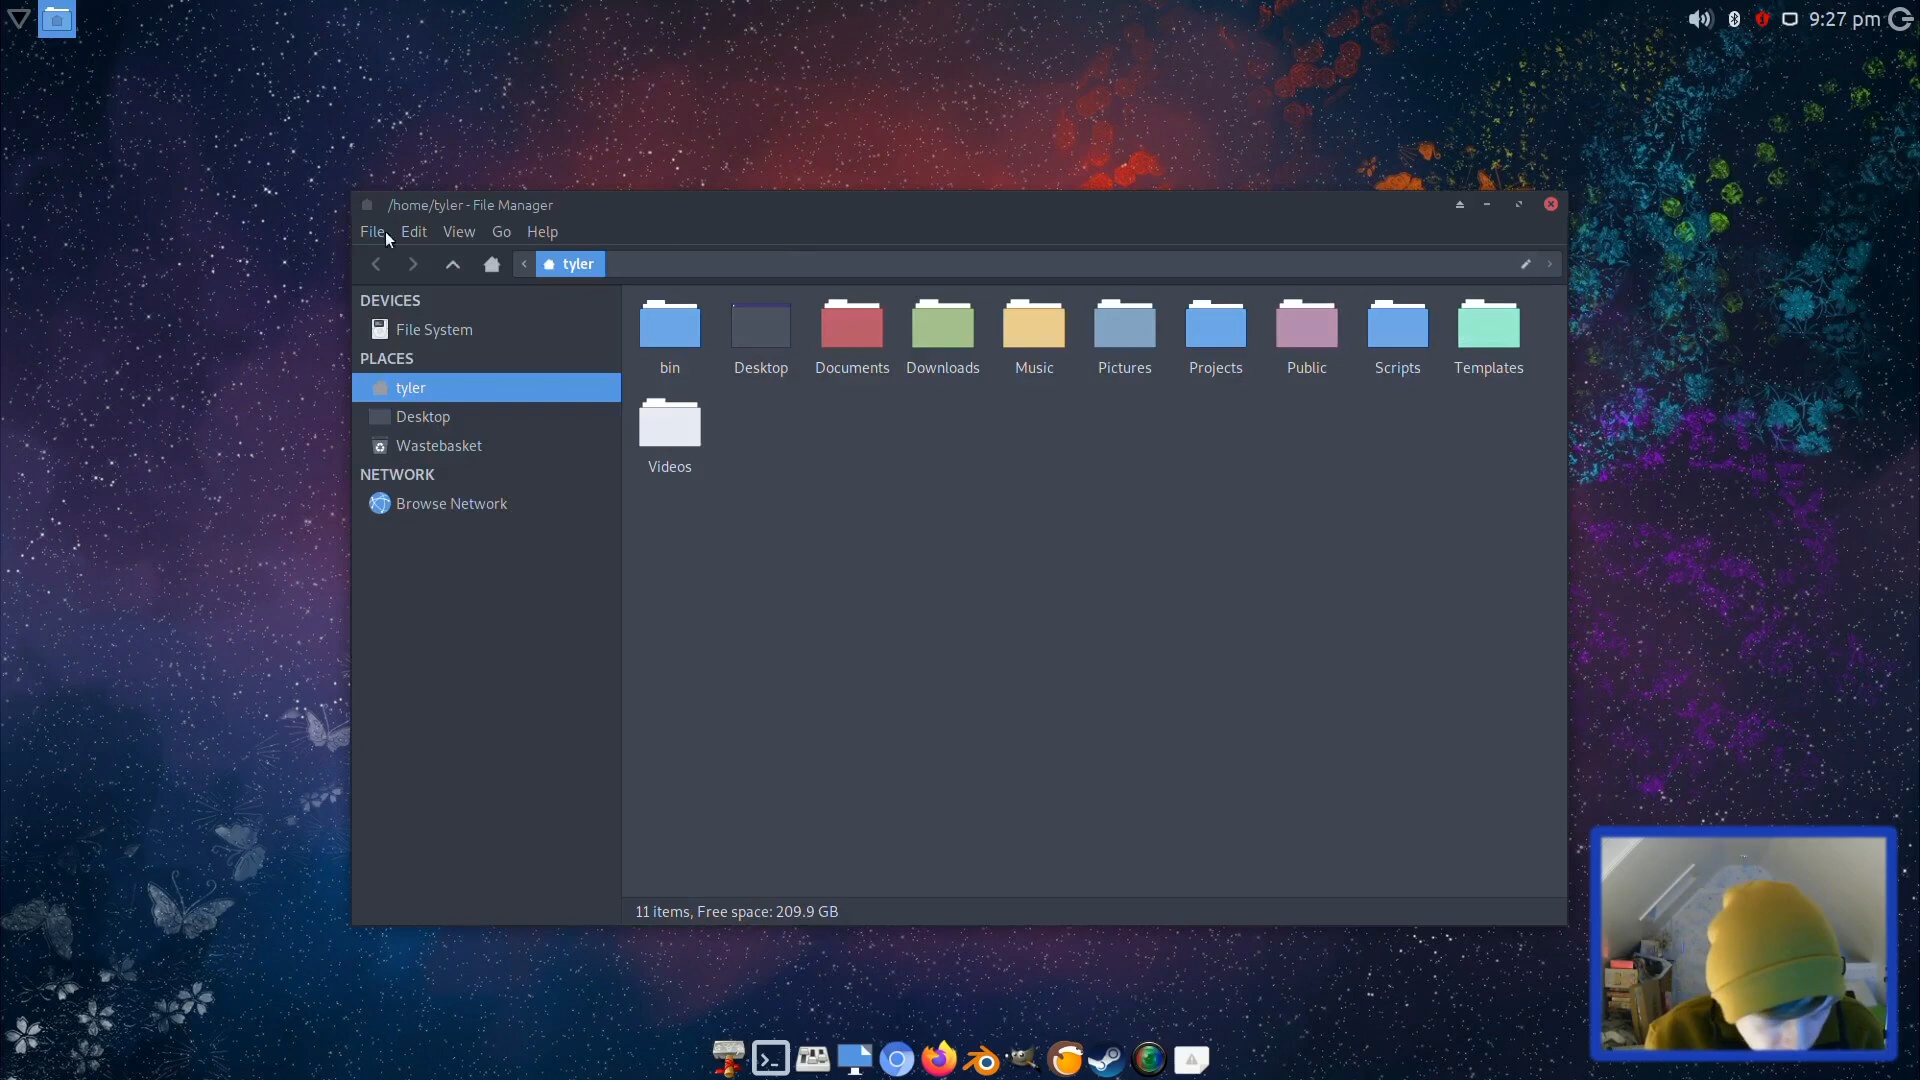 9:27 pm
/home/tyler - File Manager
File Edit View Go Help
tyler
DEVICES
File System
PLACES
tyler
Desktop
Wastebasket
NETWORK
Browse Network
bin Desktop Documents Downloads Music Pictures Projects Public Scripts Templates
Videos
11 items, Free space: 209.9 GB